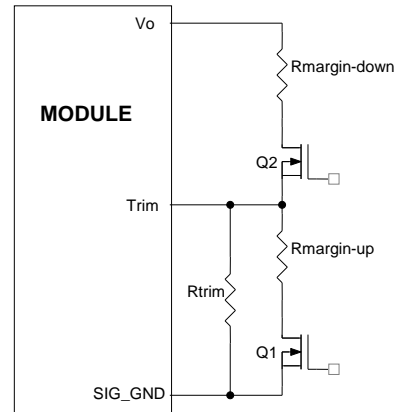 Vo
Rmargin-down
MODULE
Q2
Trim
Rmargin-up
Rtrim
Q1
SIG_GND